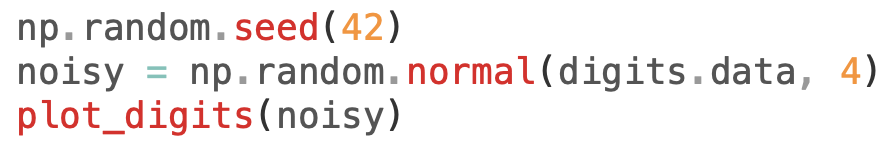 np.random.seed(42)
noisy = np.random.normal(digits.data, 4)
plot_digits(noisy)